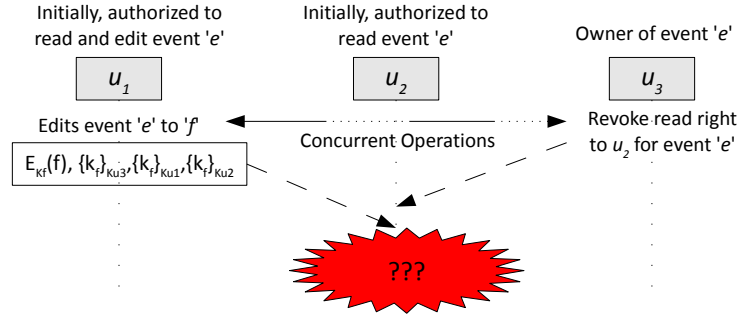 Initially, authorized to
read and edit event 'e'
Initially, authorized to
read event 'e'
Owner of event 'e'
u1
u2
u3
Edits event 'e' to 'f'
Concurrent Operations
Revoke read right
to u2 for event 'e'
EKf(f), {kf}Ku3,{kf}Ku1,{kf}Ku2
???